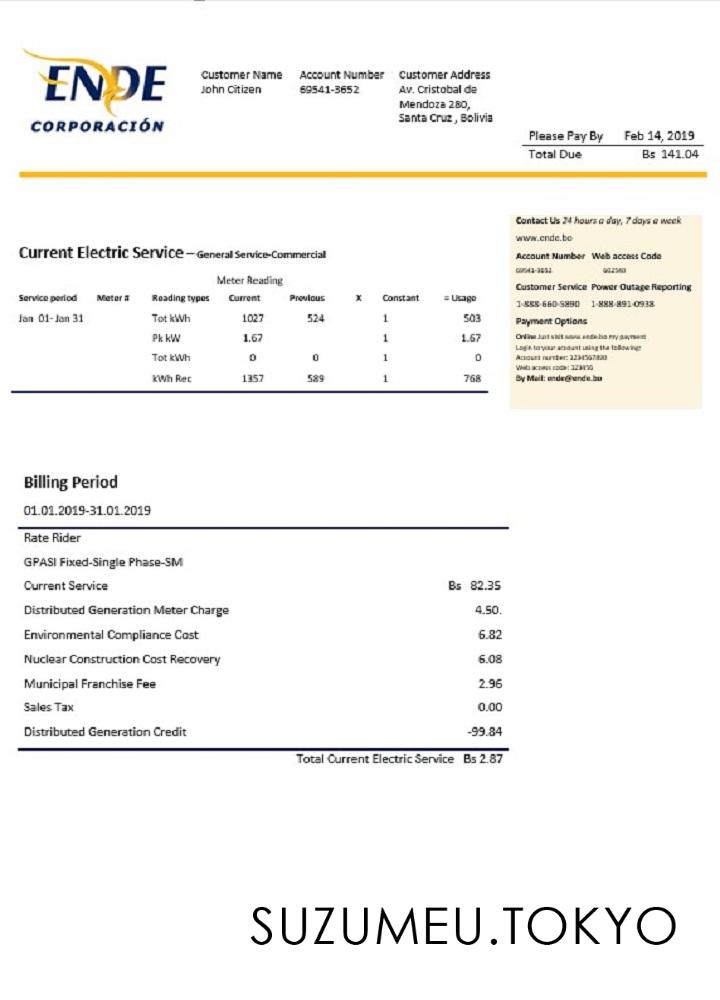 ENDE
CORPORACIÓN
Customer Name Account Number Customer Address
John Citizen 69541-3652 Av. Cristobal de
Mendoza 280,
Santa Cruz , Bolivia
Please Pay By Feb 14, 2019
Total Due Bs 141.04
Contact Us 24 hours a day, 7 days a week
www.ende.bo
Account Number Web access Code
69541-3652
Customer Service Power Outage Reporting
1-888-660-5890 1-888-891-0938
Payment Options
Online Just visit www.ende.bo my payment
Login to your account using the following:
Account number: 1234567890
Web access code: 123456
By Mail: ende@ende.bo
Current Electric Service – General Service-Commercial
Meter Reading
Service period Meter # Reading types Current Previous X Constant = Usage
Jan 01- Jan 31 Tot kWh 1027 524 1 503
Pk kW 1.67 1 1.67
Tot kWh 0 0 1 0
kWh Rec 1357 589 1 768
Billing Period
01.01.2019-31.01.2019
Rate Rider
GPASI Fixed-Single Phase-SM
Current Service Bs 82.35
Distributed Generation Meter Charge 4.50.
Environmental Compliance Cost 6.82
Nuclear Construction Cost Recovery 6.08
Municipal Franchise Fee 2.96
Sales Tax 0.00
Distributed Generation Credit -99.84
Total Current Electric Service Bs 2.87
SUZUMEU.TOKYO